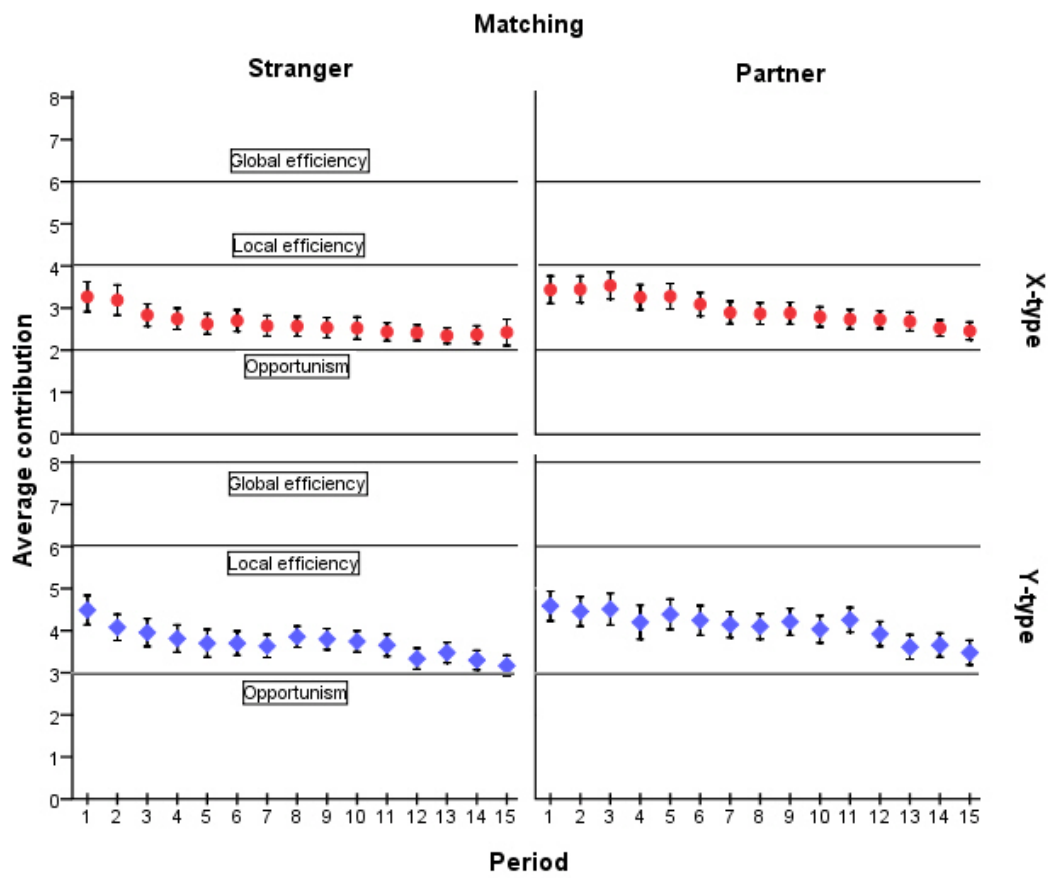 Matching
Stranger
Partner
8
7
Global efficiency
6
5
Local efficiency
4
3
2
Opportunism
1
0
X-type
Average contribution
8
Global efficiency
7
6
Local efficiency
5
4
3
Opportunism
2
1
0
Y-type
1 2 3 4 5 6 7 8 9 10 11 12 13 14 15
1 2 3 4 5 6 7 8 9 10 11 12 13 14 15
Period